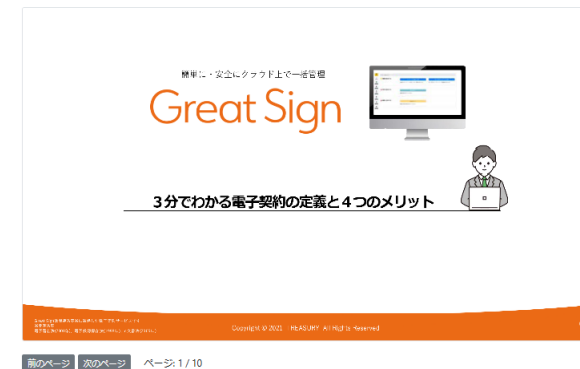 簡単に・安全にクラウド上で一括管理
Great Sign
3分でわかる電子契約の定義と4つのメリット
Copyright © 2021 TREASURY All Rights Reserved
前のページ 次のページ ページ: 1 / 10